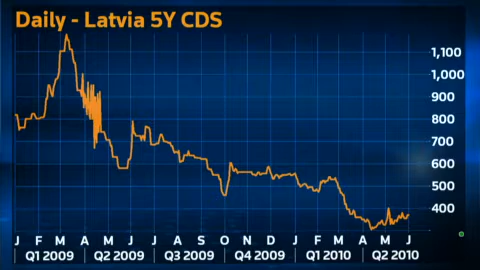 Daily - Latvia 5Y CDS
1,100
1,000
900
800
700
600
500
400
J F M A M J J A S O N D J F M A M J
Q1 2009 Q2 2009 Q3 2009 Q4 2009 Q1 2010 Q2 2010